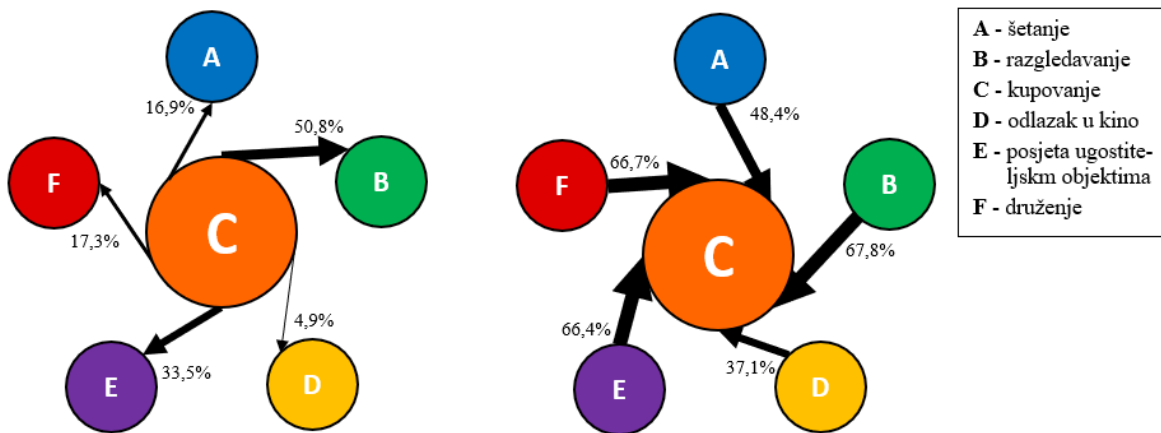 A
16,9%
50,8%
F
B
C
17,3%
4,9%
33,5%
E
D
A
48,4%
66,7%
F
B
67,8%
C
66,4%
37,1%
E
D
A - šetanje
B - razgledavanje
C - kupovanje
D - odlazak u kino
E - posjeta ugostite-
ljskm objektima
F - druženje